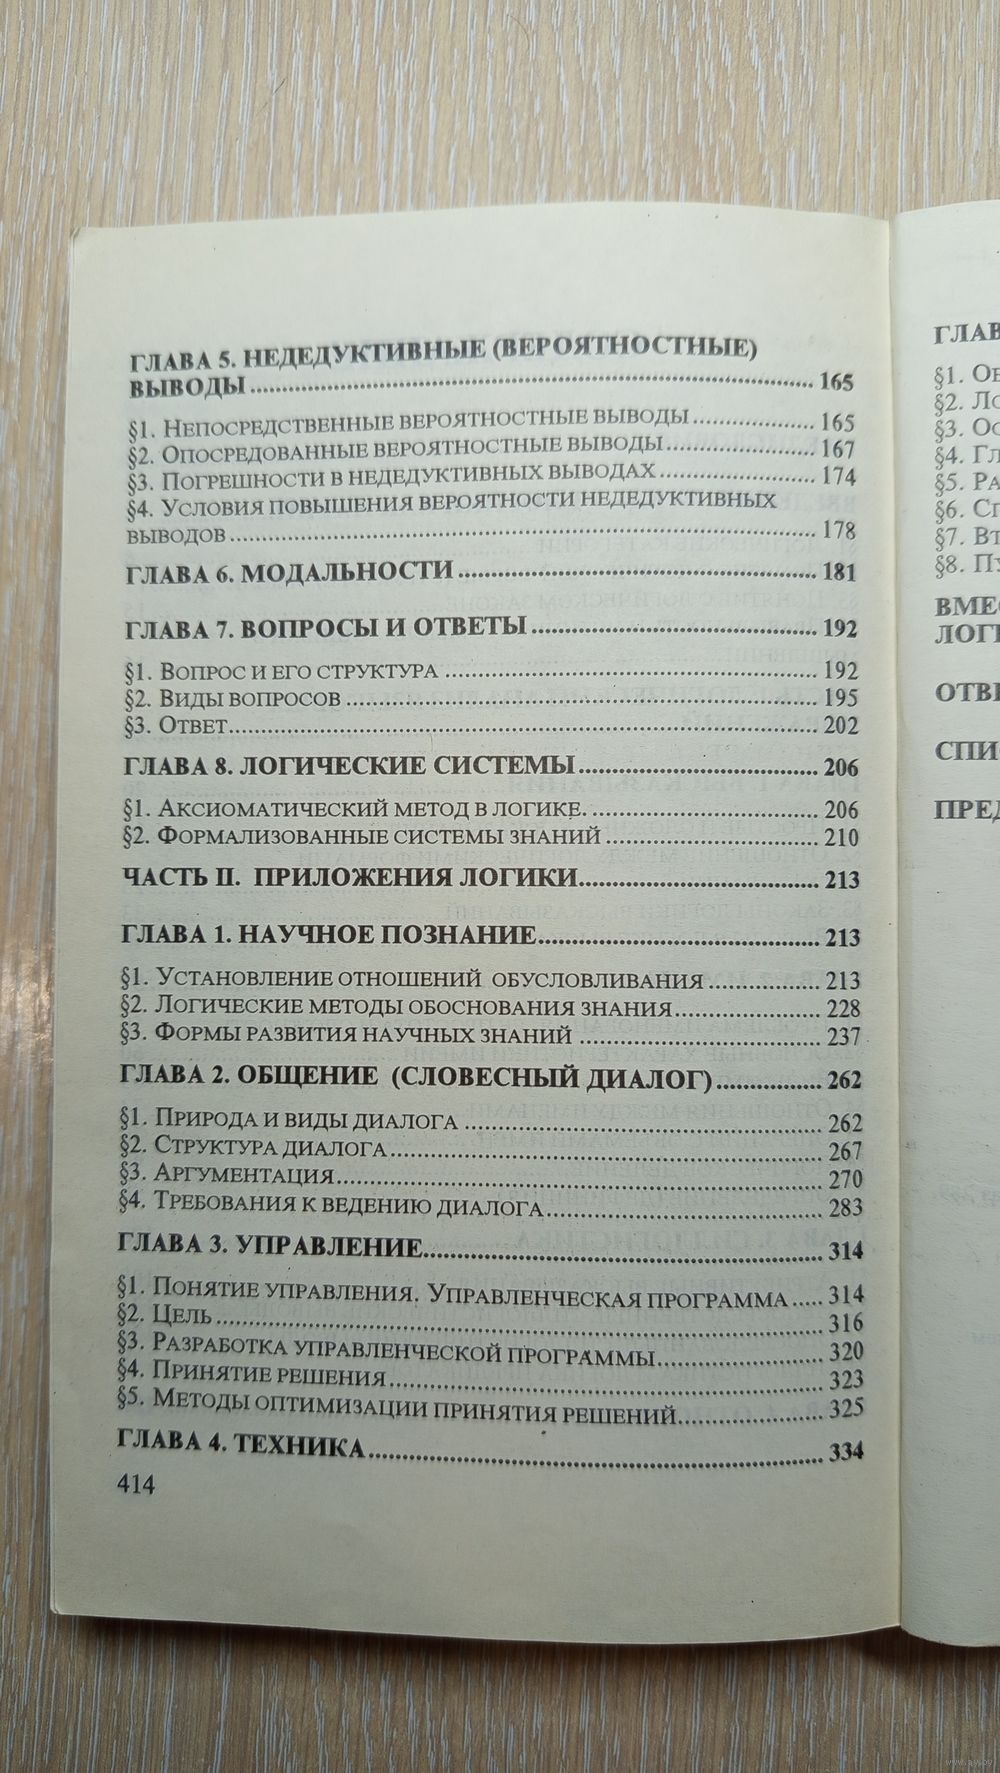 ГЛАВА 5. НЕДЕДУКТИВНЫЕ (ВЕРОЯТНОСТНЫЕ)
ВЫВОДЫ ........ 165
§1. Непосредственные вероятностные выводы ........ 165
§2. Опосредованные вероятностные выводы ........ 167
§3. Погрешности в недедуктивных выводах ........ 174
§4. Условия повышения вероятности недедуктивных
выводов ........ 178
ГЛАВА 6. МОДАЛЬНОСТИ ........ 181
ГЛАВА 7. ВОПРОСЫ И ОТВЕТЫ ........ 192
§1. Вопрос и его структура ........ 192
§2. Виды вопросов ........ 195
§3. Ответ ........ 202
ГЛАВА 8. ЛОГИЧЕСКИЕ СИСТЕМЫ ........ 206
§1. Аксиоматический метод в логике. ........ 206
§2. Формализованные системы знаний ........ 210
ЧАСТЬ II. ПРИЛОЖЕНИЯ ЛОГИКИ ........ 213
ГЛАВА 1. НАУЧНОЕ ПОЗНАНИЕ ........ 213
§1. Установление отношений обусловливания ........ 213
§2. Логические методы обоснования знания ........ 228
§3. Формы развития научных знаний ........ 237
ГЛАВА 2. ОБЩЕНИЕ (СЛОВЕСНЫЙ ДИАЛОГ) ........ 262
§1. Природа и виды диалога ........ 262
§2. Структура диалога ........ 267
§3. Аргументация ........ 270
§4. Требования к ведению диалога ........ 283
ГЛАВА 3. УПРАВЛЕНИЕ ........ 314
§1. Понятие управления. Управленческая программа ..... 314
§2. Цель ........ 316
§3. Разработка управленческой программы ........ 320
§4. Принятие решения ........ 323
§5. Методы оптимизации принятия решений ........ 325
ГЛАВА 4. ТЕХНИКА ........ 334
414
ГЛАВ
§1. Об
§2. Ло
§3. Ос
§4. Гл
§5. Ра
§6. Сп
§7. Вт
§8. Пу
ВМЕС
ЛОГИ
ОТВЕ
СПИС
ПРЕД